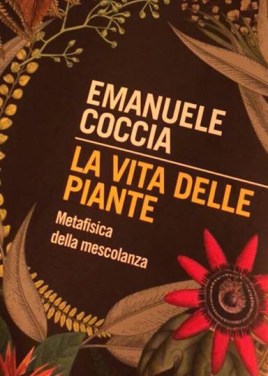 EMANUELE
COCCIA
LA VITA DELLE
PIANTE
Metafisica
della mescolanza